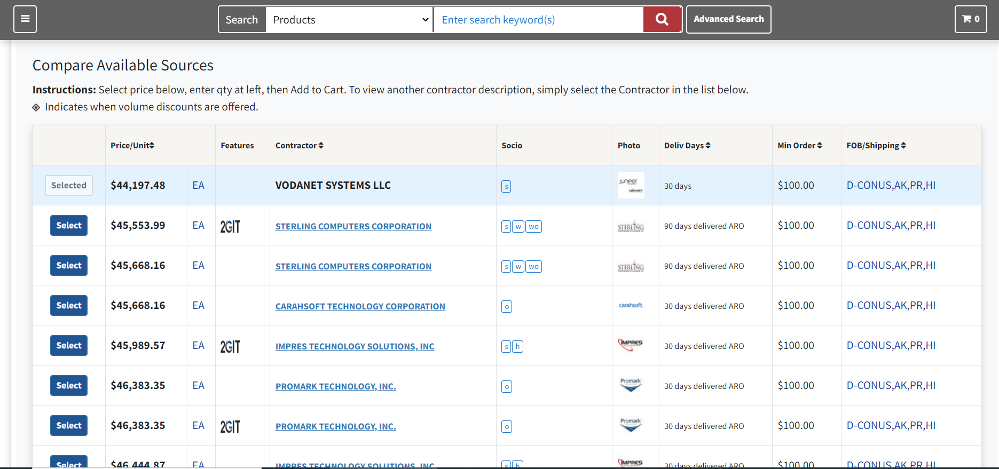 Search Products Enter search keyword(s) Advanced Search 0
Compare Available Sources
Instructions: Select price below, enter qty at left, then Add to Cart. To view another contractor description, simply select the Contractor in the list below.
V Indicates when volume discounts are offered.
Price/Unit Features Contractor Socio Photo Deliv Days Min Order FOB/Shipping
Selected $44,197.48 EA VODANET SYSTEMS LLC s JUNIPER VODANET 30 days $100.00 D-CONUS,AK,PR,HI
Select $45,553.99 EA 2GIT STERLING COMPUTERS CORPORATION s w wo STERLING 90 days delivered ARO $100.00 D-CONUS,AK,PR,HI
Select $45,668.16 EA STERLING COMPUTERS CORPORATION s w wo STERLING 90 days delivered ARO $100.00 D-CONUS,AK,PR,HI
Select $45,668.16 EA CARAHSOFT TECHNOLOGY CORPORATION o carahsoft 30 days delivered ARO $100.00 D-CONUS,AK,PR,HI
Select $45,989.57 EA 2GIT IMPRES TECHNOLOGY SOLUTIONS, INC s h IMPRES 30 days delivered ARO $100.00 D-CONUS,AK,PR,HI
Select $46,383.35 EA PROMARK TECHNOLOGY, INC. o Promark 30 days delivered ARO $100.00 D-CONUS,AK,PR,HI
Select $46,383.35 EA 2GIT PROMARK TECHNOLOGY, INC. o Promark 30 days delivered ARO $100.00 D-CONUS,AK,PR,HI
Select $46,444.87 EA IMPRES TECHNOLOGY SOLUTIONS, INC s h IMPRES 30 days delivered ARO $100.00 D-CONUS,AK,PR,HI